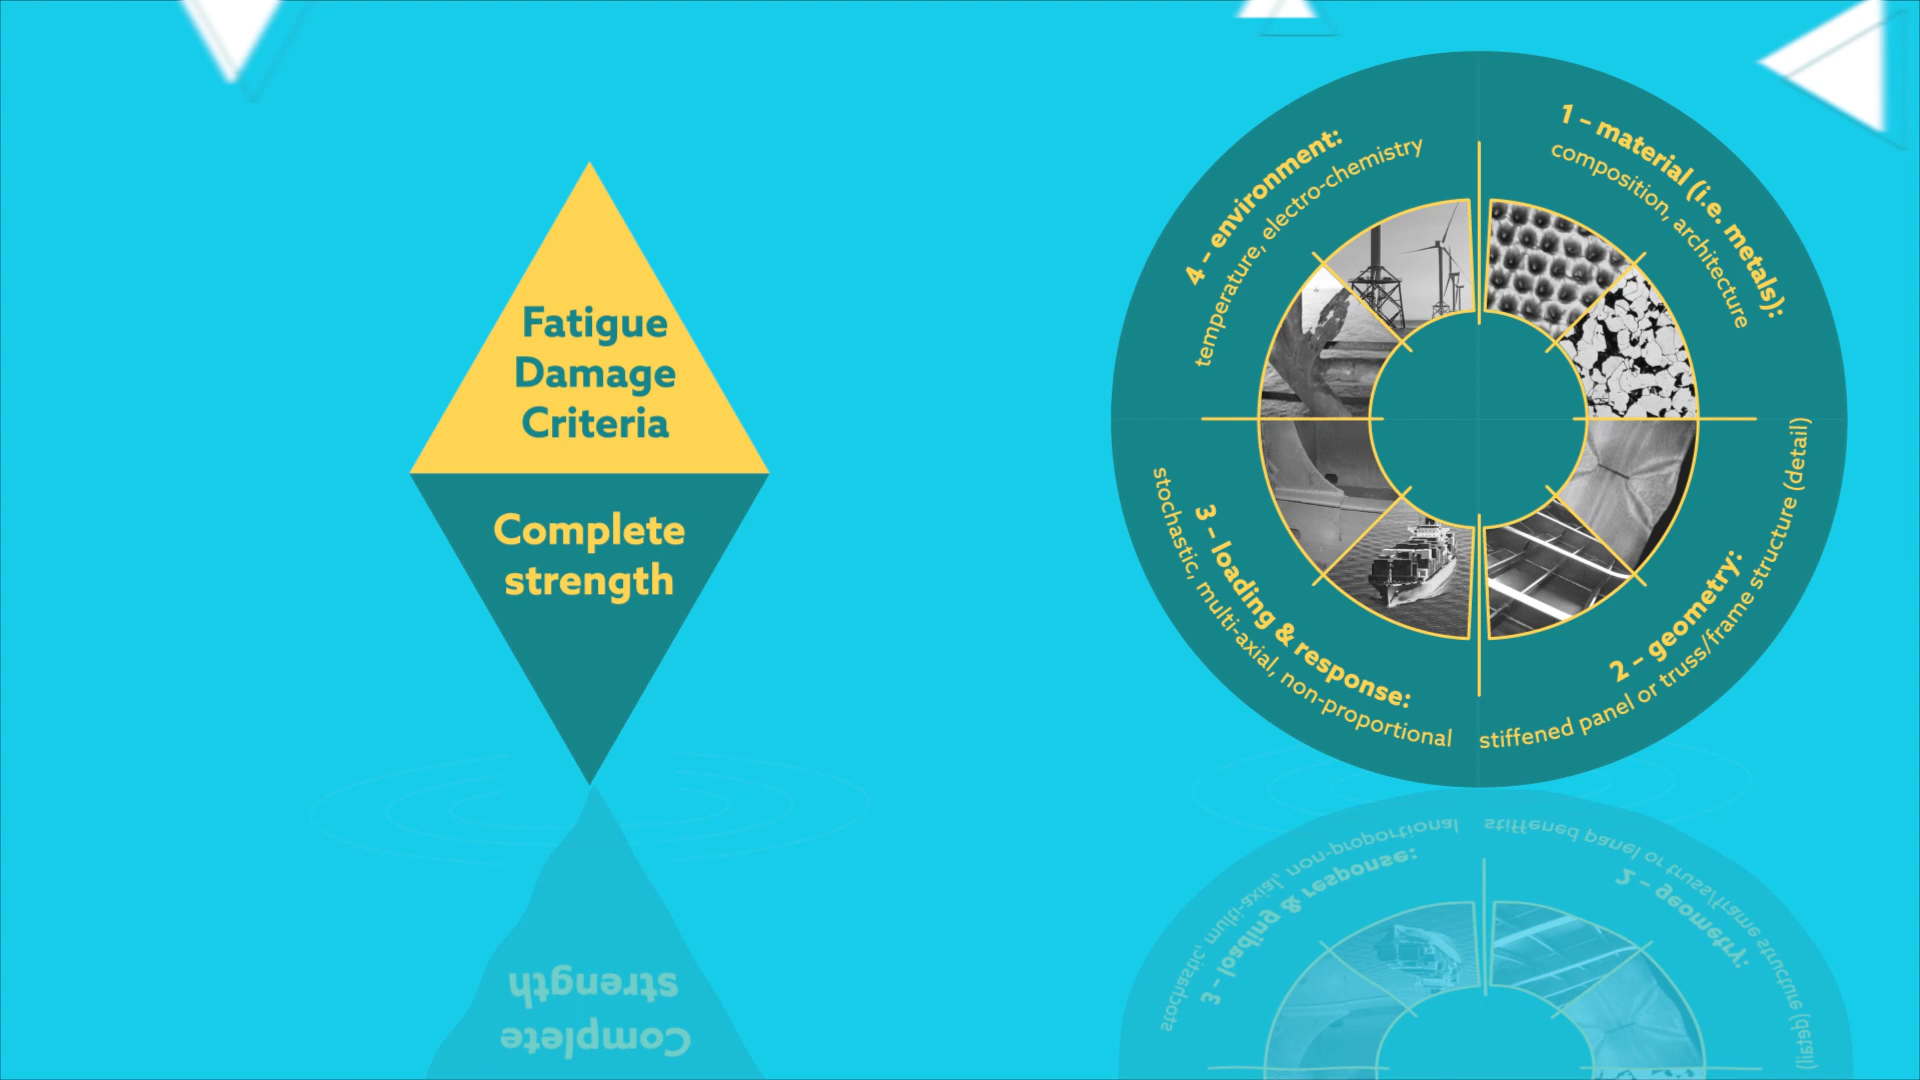 Fatigue
Damage
Criteria
Complete
strength
1 – material (i.e. metals):
composition, architecture
2 – geometry:
stiffened panel or truss/frame structure (detail)
3 – loading & response:
stochastic, multi-axial, non-proportional
4 – environment:
temperature, electro-chemistry